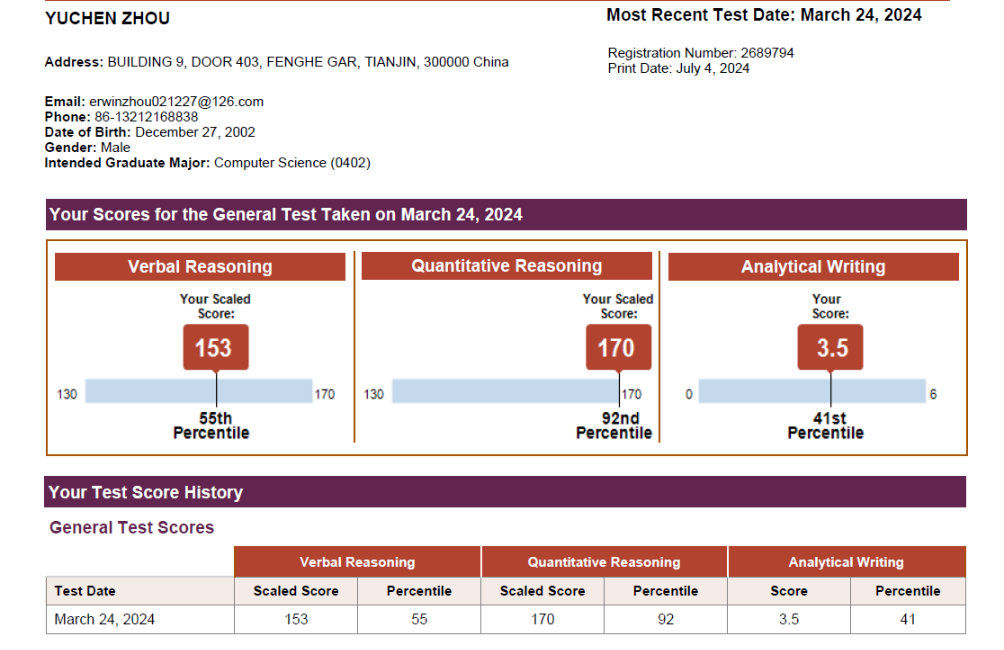 YUCHEN ZHOU
Most Recent Test Date: March 24, 2024
Address: BUILDING 9, DOOR 403, FENGHE GAR, TIANJIN, 300000 China
Registration Number: 2689794
Print Date: July 4, 2024
Email: erwinzhou021227@126.com
Phone: 86-13212168838
Date of Birth: December 27, 2002
Gender: Male
Intended Graduate Major: Computer Science (0402)
Your Scores for the General Test Taken on March 24, 2024
Verbal Reasoning
Your Scaled
Score:
153
130 170
55th
Percentile
Quantitative Reasoning
Your Scaled
Score:
170
130 170
92nd
Percentile
Analytical Writing
Your
Score:
3.5
0 6
41st
Percentile
Your Test Score History
General Test Scores
Verbal Reasoning Quantitative Reasoning Analytical Writing
Test Date Scaled Score Percentile Scaled Score Percentile Score Percentile
March 24, 2024 153 55 170 92 3.5 41